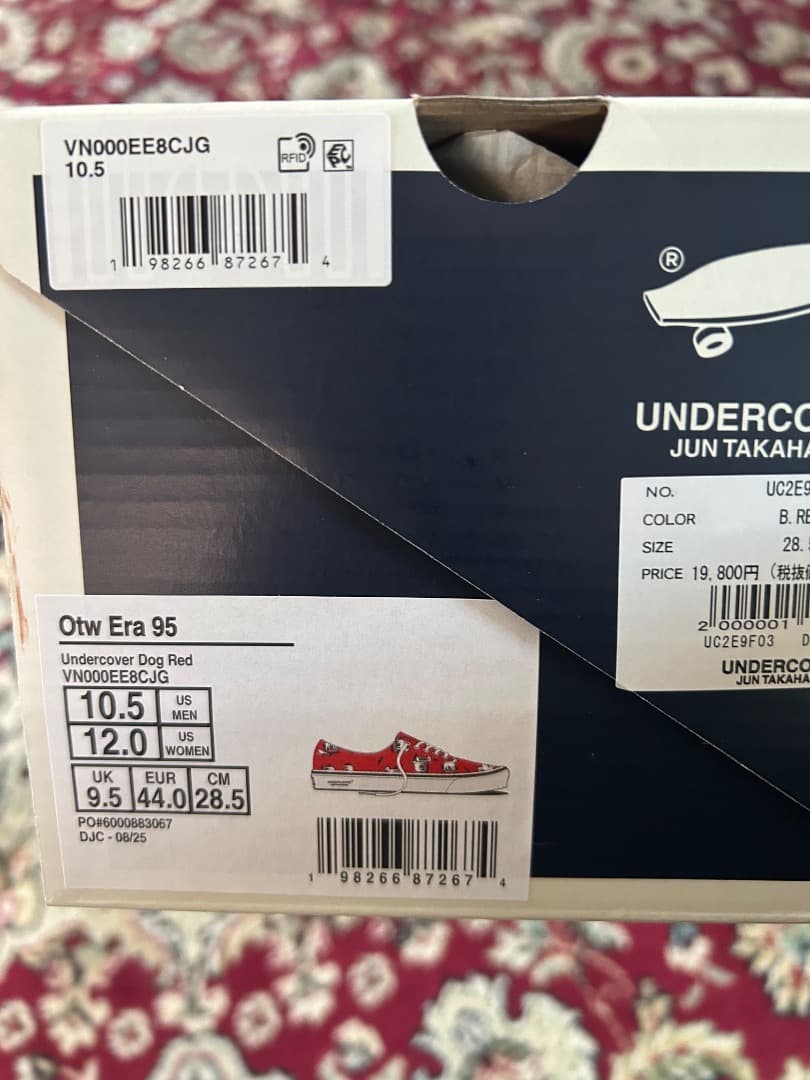 VN000EE8CJG
10.5
RFID
1 98266 87267 4
®
UNDERCO
JUN TAKAHA
NO. UC2E9
COLOR B. RE
SIZE 28.
PRICE 19,800円 (税抜
2 000001
UC2E9F03 D
UNDERCO
JUN TAKAHA
Otw Era 95
Undercover Dog Red
VN000EE8CJG
10.5 US MEN
12.0 US WOMEN
UK EUR CM
9.5 44.0 28.5
PO#6000883067
DJC - 08/25
1 98266 87267 4